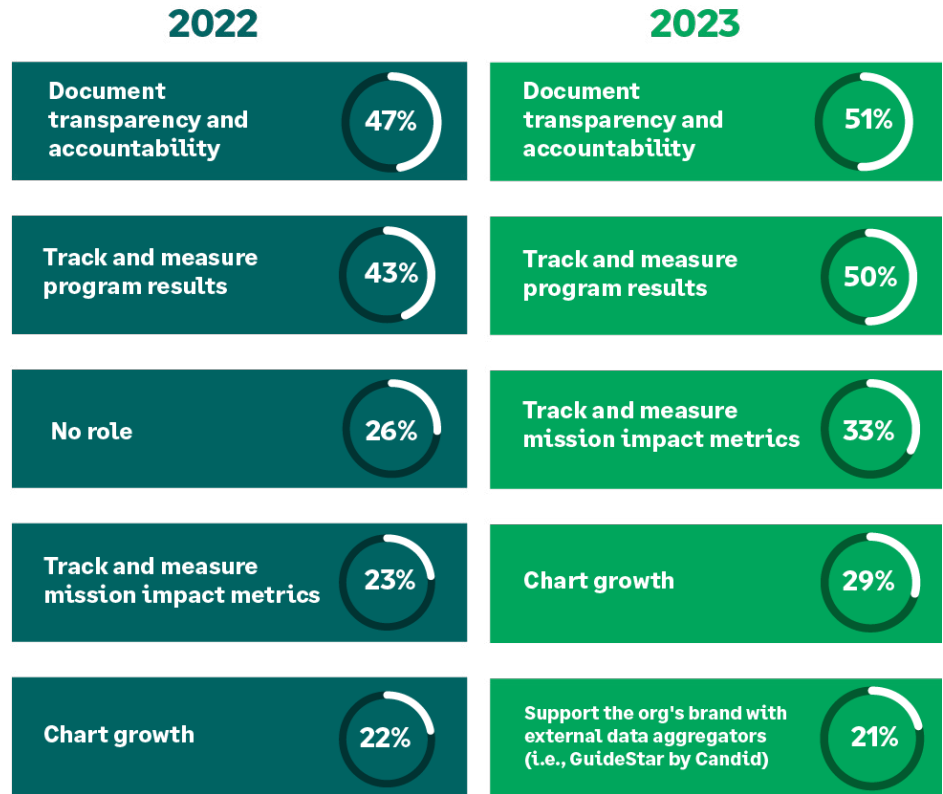 2022
Document
transparency and
accountability
47%
Track and measure
program results
43%
No role
26%
Track and measure
mission impact metrics
23%
Chart growth
22%
2023
Document
transparency and
accountability
51%
Track and measure
program results
50%
Track and measure
mission impact metrics
33%
Chart growth
29%
Support the org's brand with
external data aggregators
(i.e., GuideStar by Candid)
21%